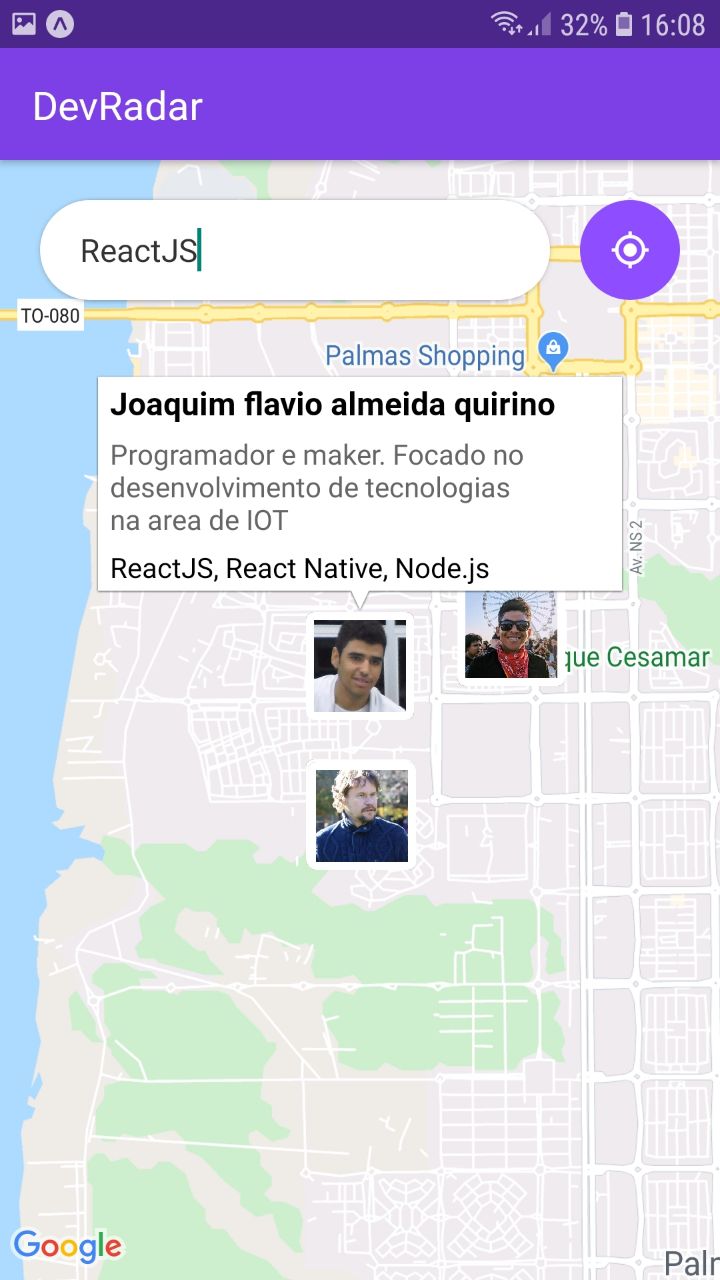 32% 16:08
DevRadar
ReactJS
TO-080
Palmas Shopping
Joaquim flavio almeida quirino
Programador e maker. Focado no
desenvolvimento de tecnologias
na area de IOT
ReactJS, React Native, Node.js
Av. NS 2
que Cesamar
Google
Palr